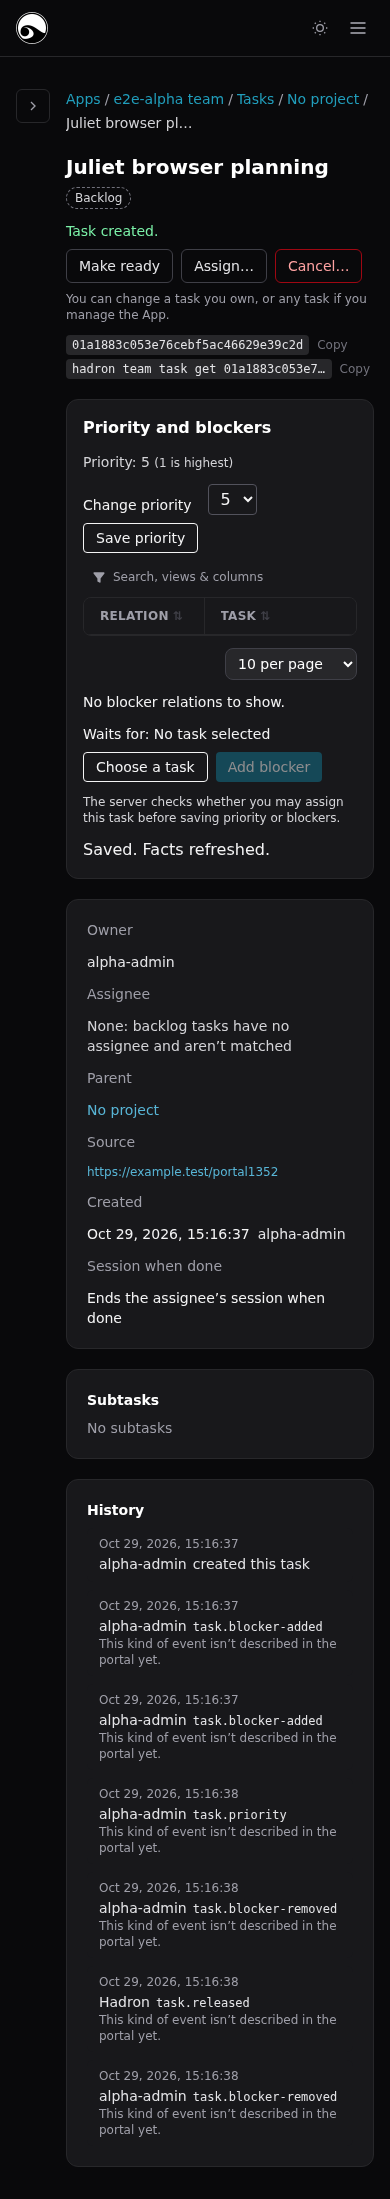 Apps / e2e-alpha team / Tasks / No project /
Juliet browser pl…
Juliet browser planning
Backlog
Task created.
Make ready Assign… Cancel…
You can change a task you own, or any task if you
manage the App.
01a1883c053e76cebf5ac46629e39c2d Copy
hadron team task get 01a1883c053e7… Copy
Priority and blockers
Priority: 5 (1 is highest)
Change priority 5
Save priority
Search, views & columns
RELATION ⇅ TASK ⇅
10 per page
No blocker relations to show.
Waits for: No task selected
Choose a task Add blocker
The server checks whether you may assign
this task before saving priority or blockers.
Saved. Facts refreshed.
Owner
alpha-admin
Assignee
None: backlog tasks have no
assignee and aren’t matched
Parent
No project
Source
https://example.test/portal1352
Created
Oct 29, 2026, 15:16:37 alpha-admin
Session when done
Ends the assignee’s session when
done
Subtasks
No subtasks
History
Oct 29, 2026, 15:16:37
alpha-admin created this task
Oct 29, 2026, 15:16:37
alpha-admin task.blocker-added
This kind of event isn’t described in the
portal yet.
Oct 29, 2026, 15:16:37
alpha-admin task.blocker-added
This kind of event isn’t described in the
portal yet.
Oct 29, 2026, 15:16:38
alpha-admin task.priority
This kind of event isn’t described in the
portal yet.
Oct 29, 2026, 15:16:38
alpha-admin task.blocker-removed
This kind of event isn’t described in the
portal yet.
Oct 29, 2026, 15:16:38
Hadron task.released
This kind of event isn’t described in the
portal yet.
Oct 29, 2026, 15:16:38
alpha-admin task.blocker-removed
This kind of event isn’t described in the
portal yet.